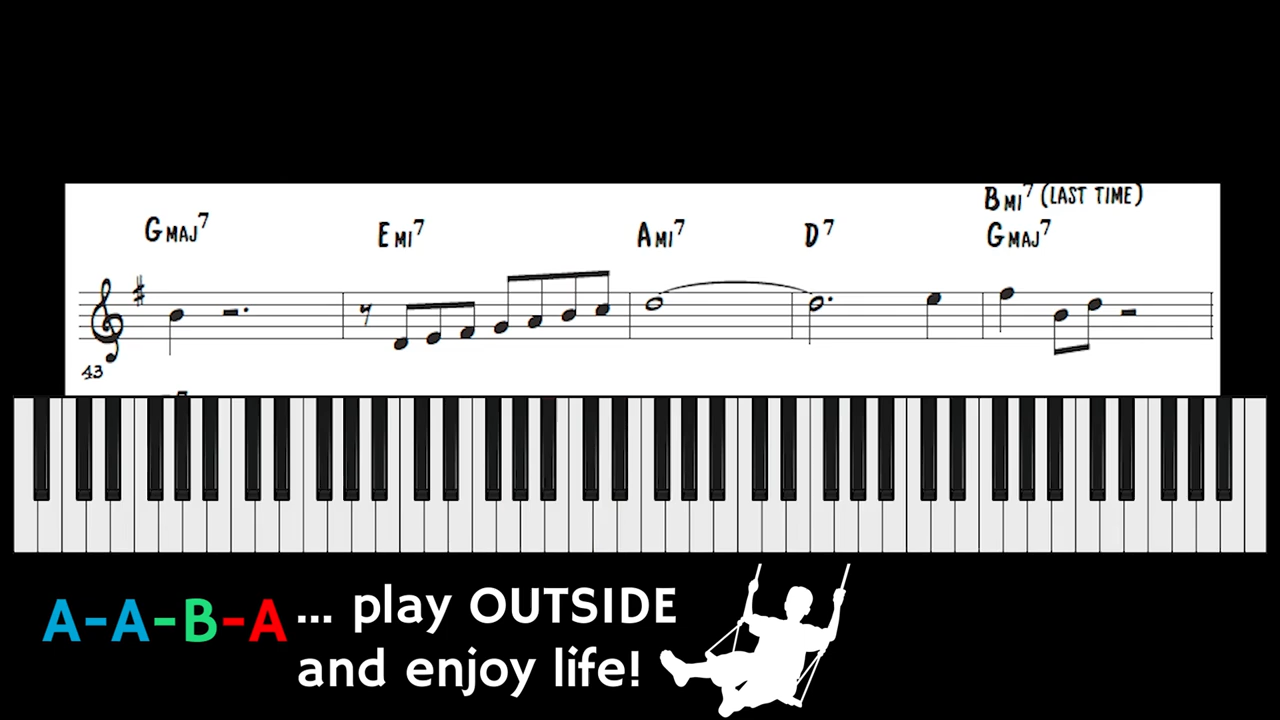 BMI7 (LAST TIME)
GMAJ7 EMI7 AMI7 D7 GMAJ7
43
A-A-B-A ... play OUTSIDE
and enjoy life!